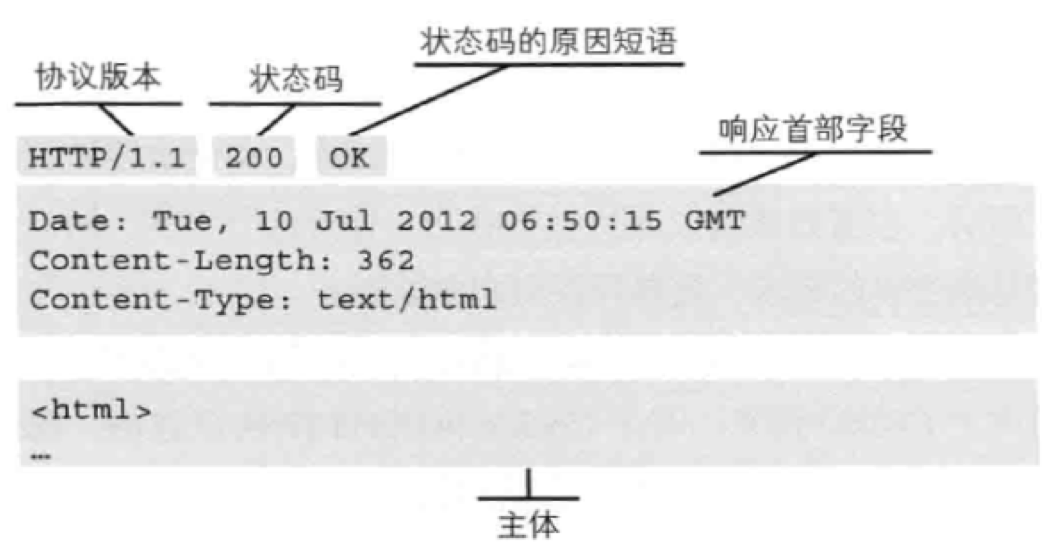 状态码的原因短语
协议版本 状态码
响应首部字段
HTTP/1.1 200 OK
Date: Tue, 10 Jul 2012 06:50:15 GMT
Content-Length: 362
Content-Type: text/html
<html>
…
主体